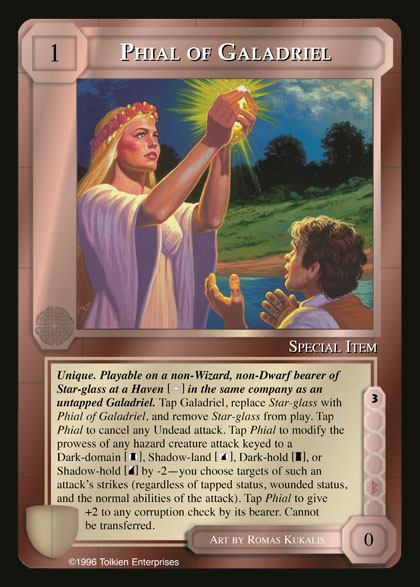 1
PHIAL OF GALADRIEL
SPECIAL ITEM
Unique. Playable on a non-Wizard, non-Dwarf bearer of
Star-glass at a Haven [ ] in the same company as an
untapped Galadriel. Tap Galadriel, replace Star-glass with
Phial of Galadriel, and remove Star-glass from play. Tap
Phial to cancel any Undead attack. Tap Phial to modify the
prowess of any hazard creature attack keyed to a
Dark-domain [ ], Shadow-land [ ], Dark-hold [ ], or
Shadow-hold [ ] by -2—you choose targets of such an
attack's strikes (regardless of tapped status, wounded status,
and the normal abilities of the attack). Tap Phial to give
+2 to any corruption check by its bearer. Cannot
be transferred.
3
ART BY ROMAS KUKALIS
0
©1996 Tolkien Enterprises